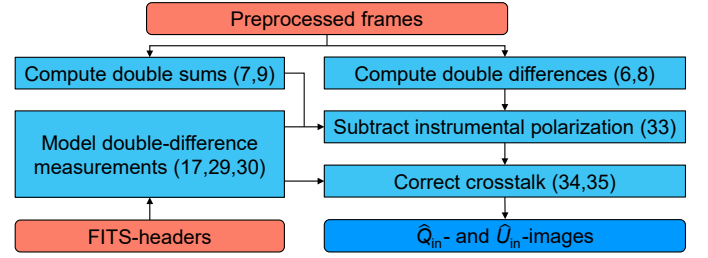 Preprocessed frames
Compute double sums (7,9)
Compute double differences (6,8)
Model double-difference
measurements (17,29,30)
Subtract instrumental polarization (33)
Correct crosstalk (34,35)
FITS-headers
Q̂in- and Ûin-images